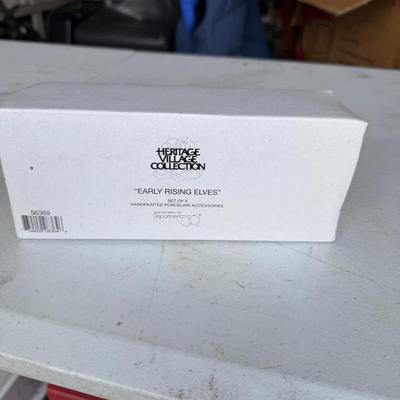 HERITAGE
VILLAGE
COLLECTION
"EARLY RISING ELVES"
SET OF 5
HANDPAINTED PORCELAIN ACCESSORIES
Department 56
56369